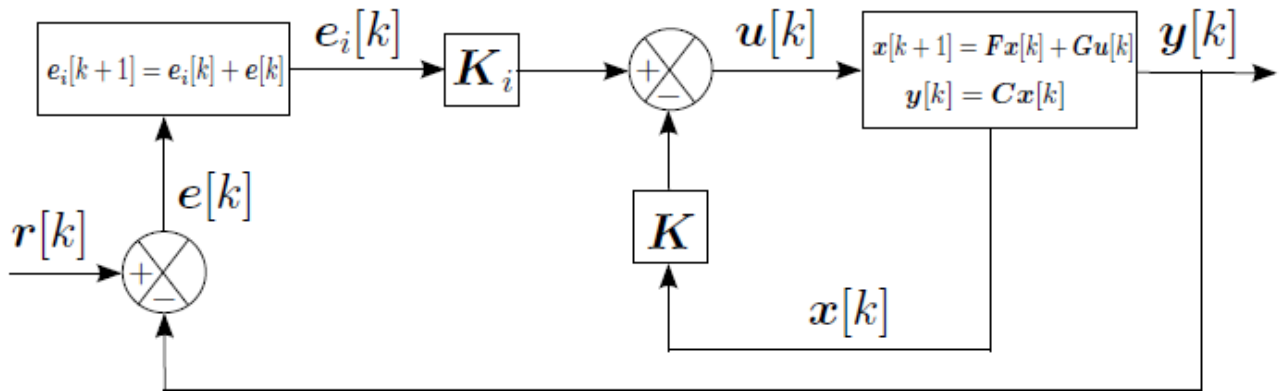 e_i[k]
u[k]
y[k]
e_i[k+1] = e_i[k] + e[k]
K_i
+
−
x[k+1] = Fx[k] + Gu[k]
y[k] = Cx[k]
e[k]
r[k]
+
−
K
x[k]